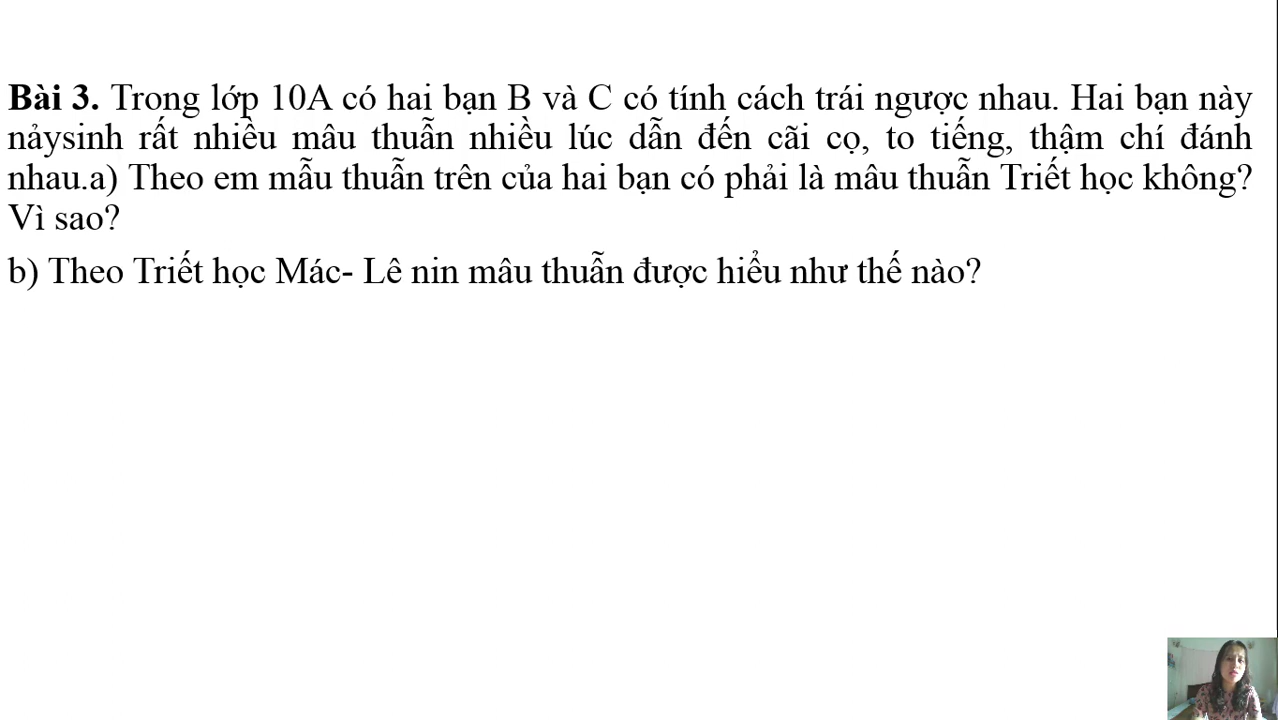 Bài 3. Trong lớp 10A có hai bạn B và C có tính cách trái ngược nhau. Hai bạn này
nảysinh rất nhiều mâu thuẫn nhiều lúc dẫn đến cãi cọ, to tiếng, thậm chí đánh
nhau.a) Theo em mẫu thuẫn trên của hai bạn có phải là mâu thuẫn Triết học không?
Vì sao?
b) Theo Triết học Mác- Lê nin mâu thuẫn được hiểu như thế nào?